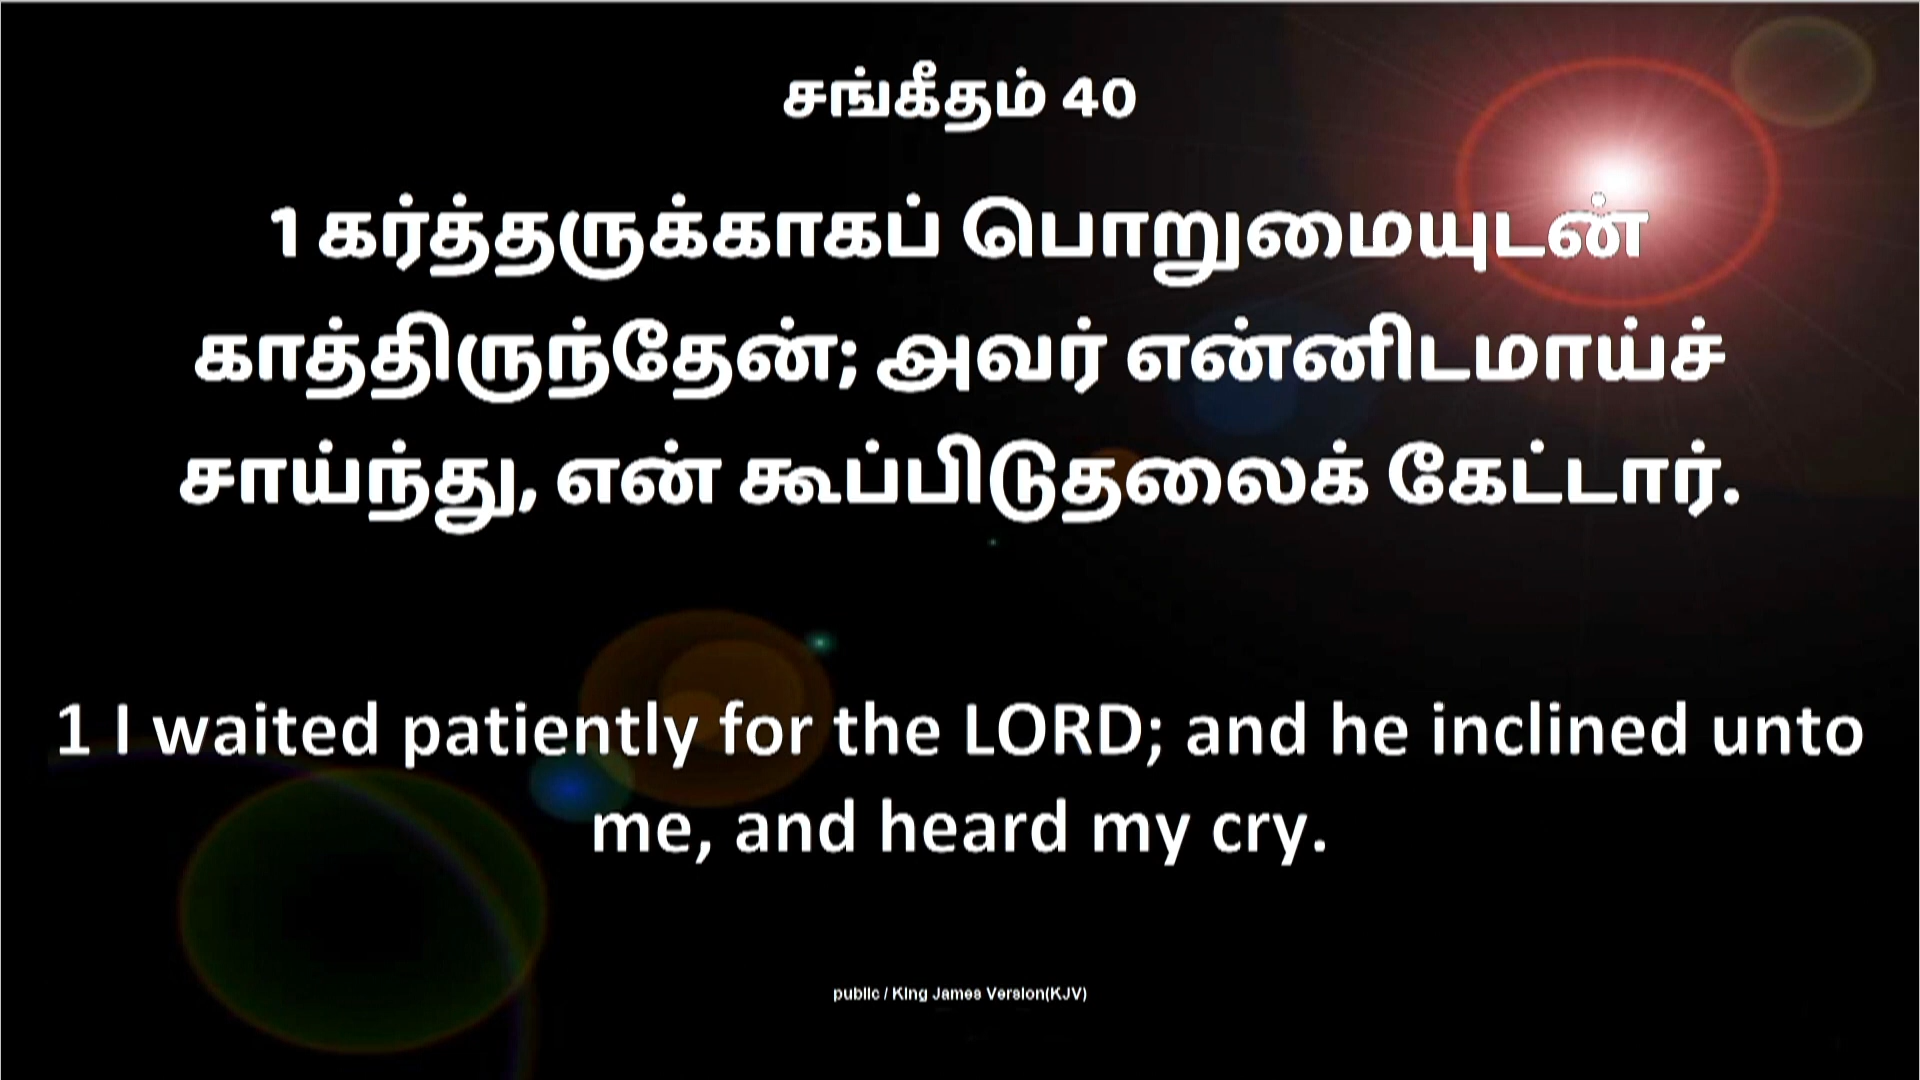 சங்கீதம் 40
1 கர்த்தருக்காகப் பொறுமையுடன்
காத்திருந்தேன்; அவர் என்னிடமாய்ச்
சாய்ந்து, என் கூப்பிடுதலைக் கேட்டார்.
1 I waited patiently for the LORD; and he inclined unto
me, and heard my cry.
public / King James Version(KJV)